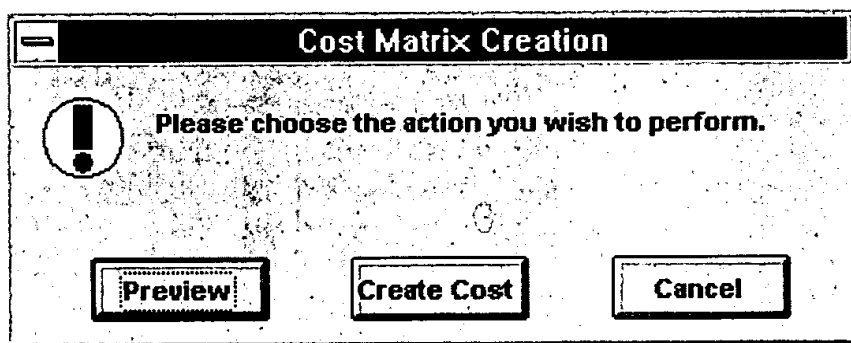 Cost Matrix Creation
Please choose the action you wish to perform.
Preview Create Cost Cancel